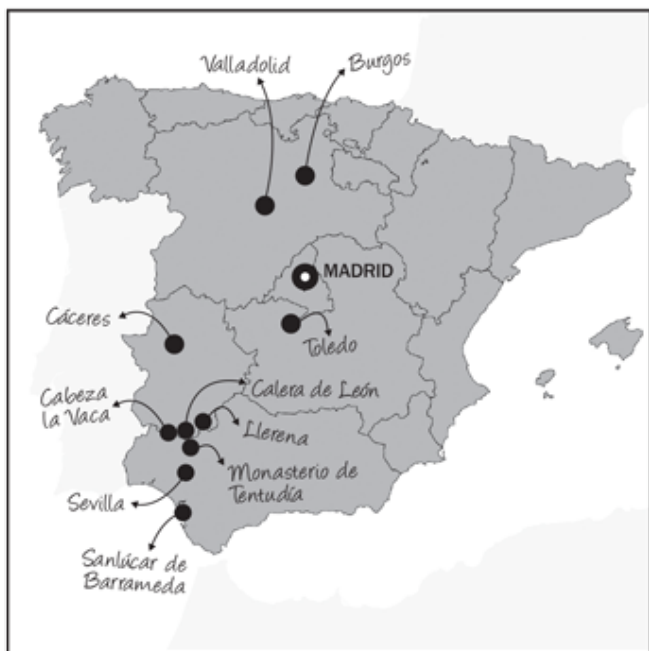 Valladolid
Burgos
MADRID
Cáceres
Toledo
Cabeza
la Vaca
Calera de León
Llerena
Monasterio de
Tentudía
Sevilla
Sanlúcar de
Barrameda